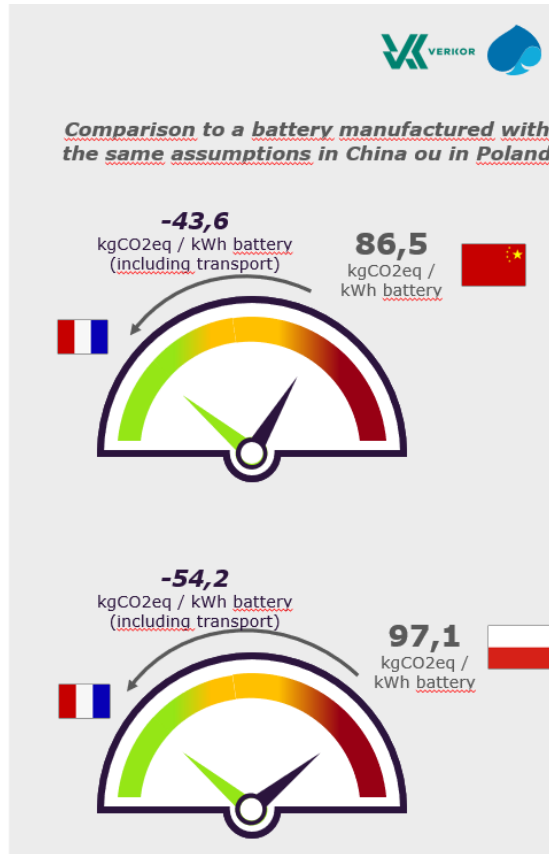 VERKOR
Comparison to a battery manufactured with
the same assumptions in China ou in Poland
-43,6
kgCO2eq / kWh battery
(including transport)
86,5
kgCO2eq /
kWh battery
-54,2
kgCO2eq / kWh battery
(including transport)
97,1
kgCO2eq /
kWh battery